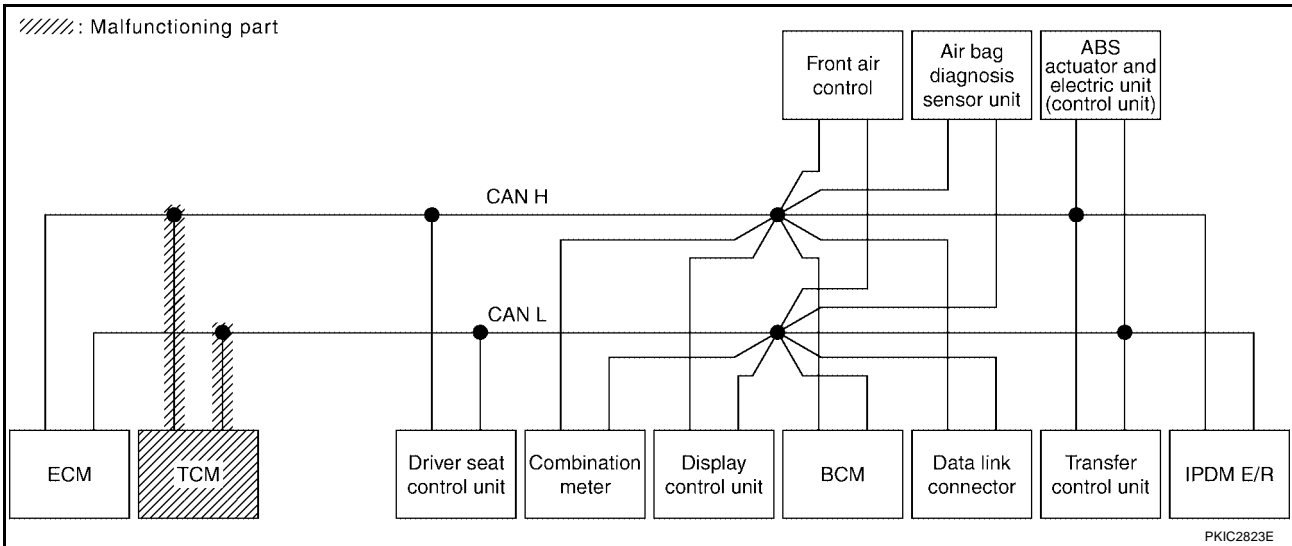 : Malfunctioning part
Front air
control
Air bag
diagnosis
sensor unit
ABS
actuator and
electric unit
(control unit)
CAN H
CAN L
ECM
TCM
Driver seat
control unit
Combination
meter
Display
control unit
BCM
Data link
connector
Transfer
control unit
IPDM E/R
PKIC2823E